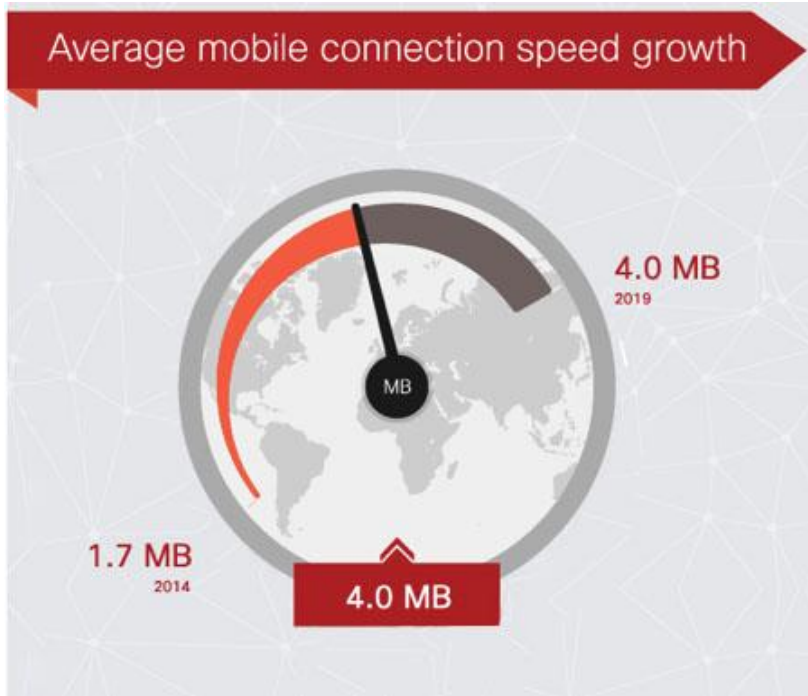 Average mobile connection speed growth
4.0 MB
2019
MB
1.7 MB
2014
4.0 MB